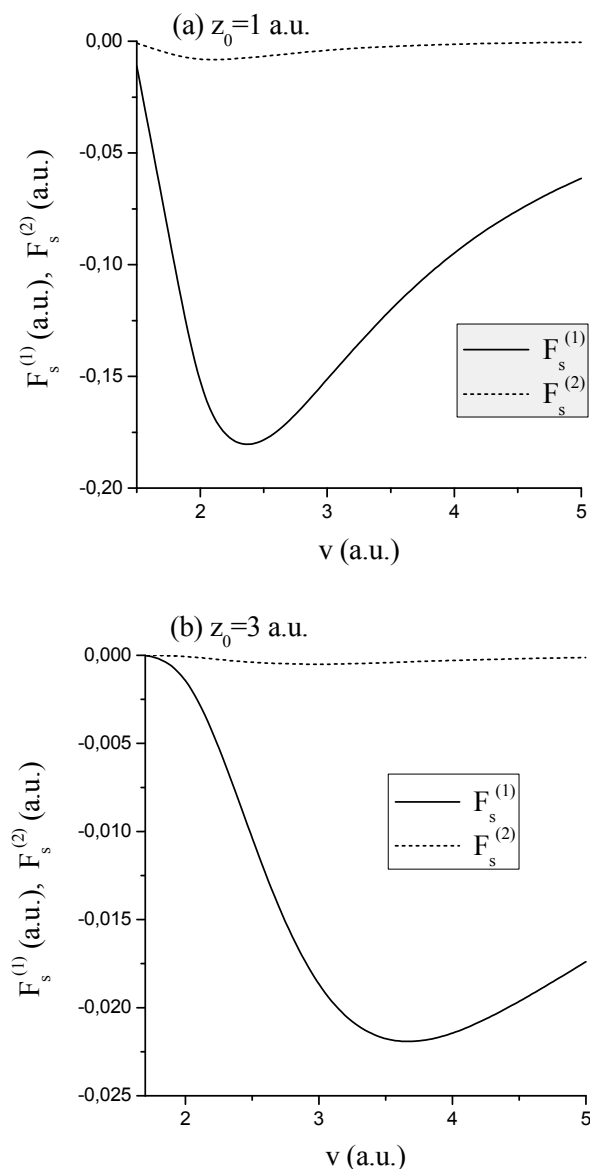 (a) z0=1 a.u.
0,00
-0,05
-0,10
-0,15
-0,20
2
3
4
5
v (a.u.)
Fs(1) (a.u.), Fs(2) (a.u.)
Fs(1)
Fs(2)
(b) z0=3 a.u.
0,000
-0,005
-0,010
-0,015
-0,020
-0,025
2
3
4
5
v (a.u.)
Fs(1) (a.u.), Fs(2) (a.u.)
Fs(1)
Fs(2)